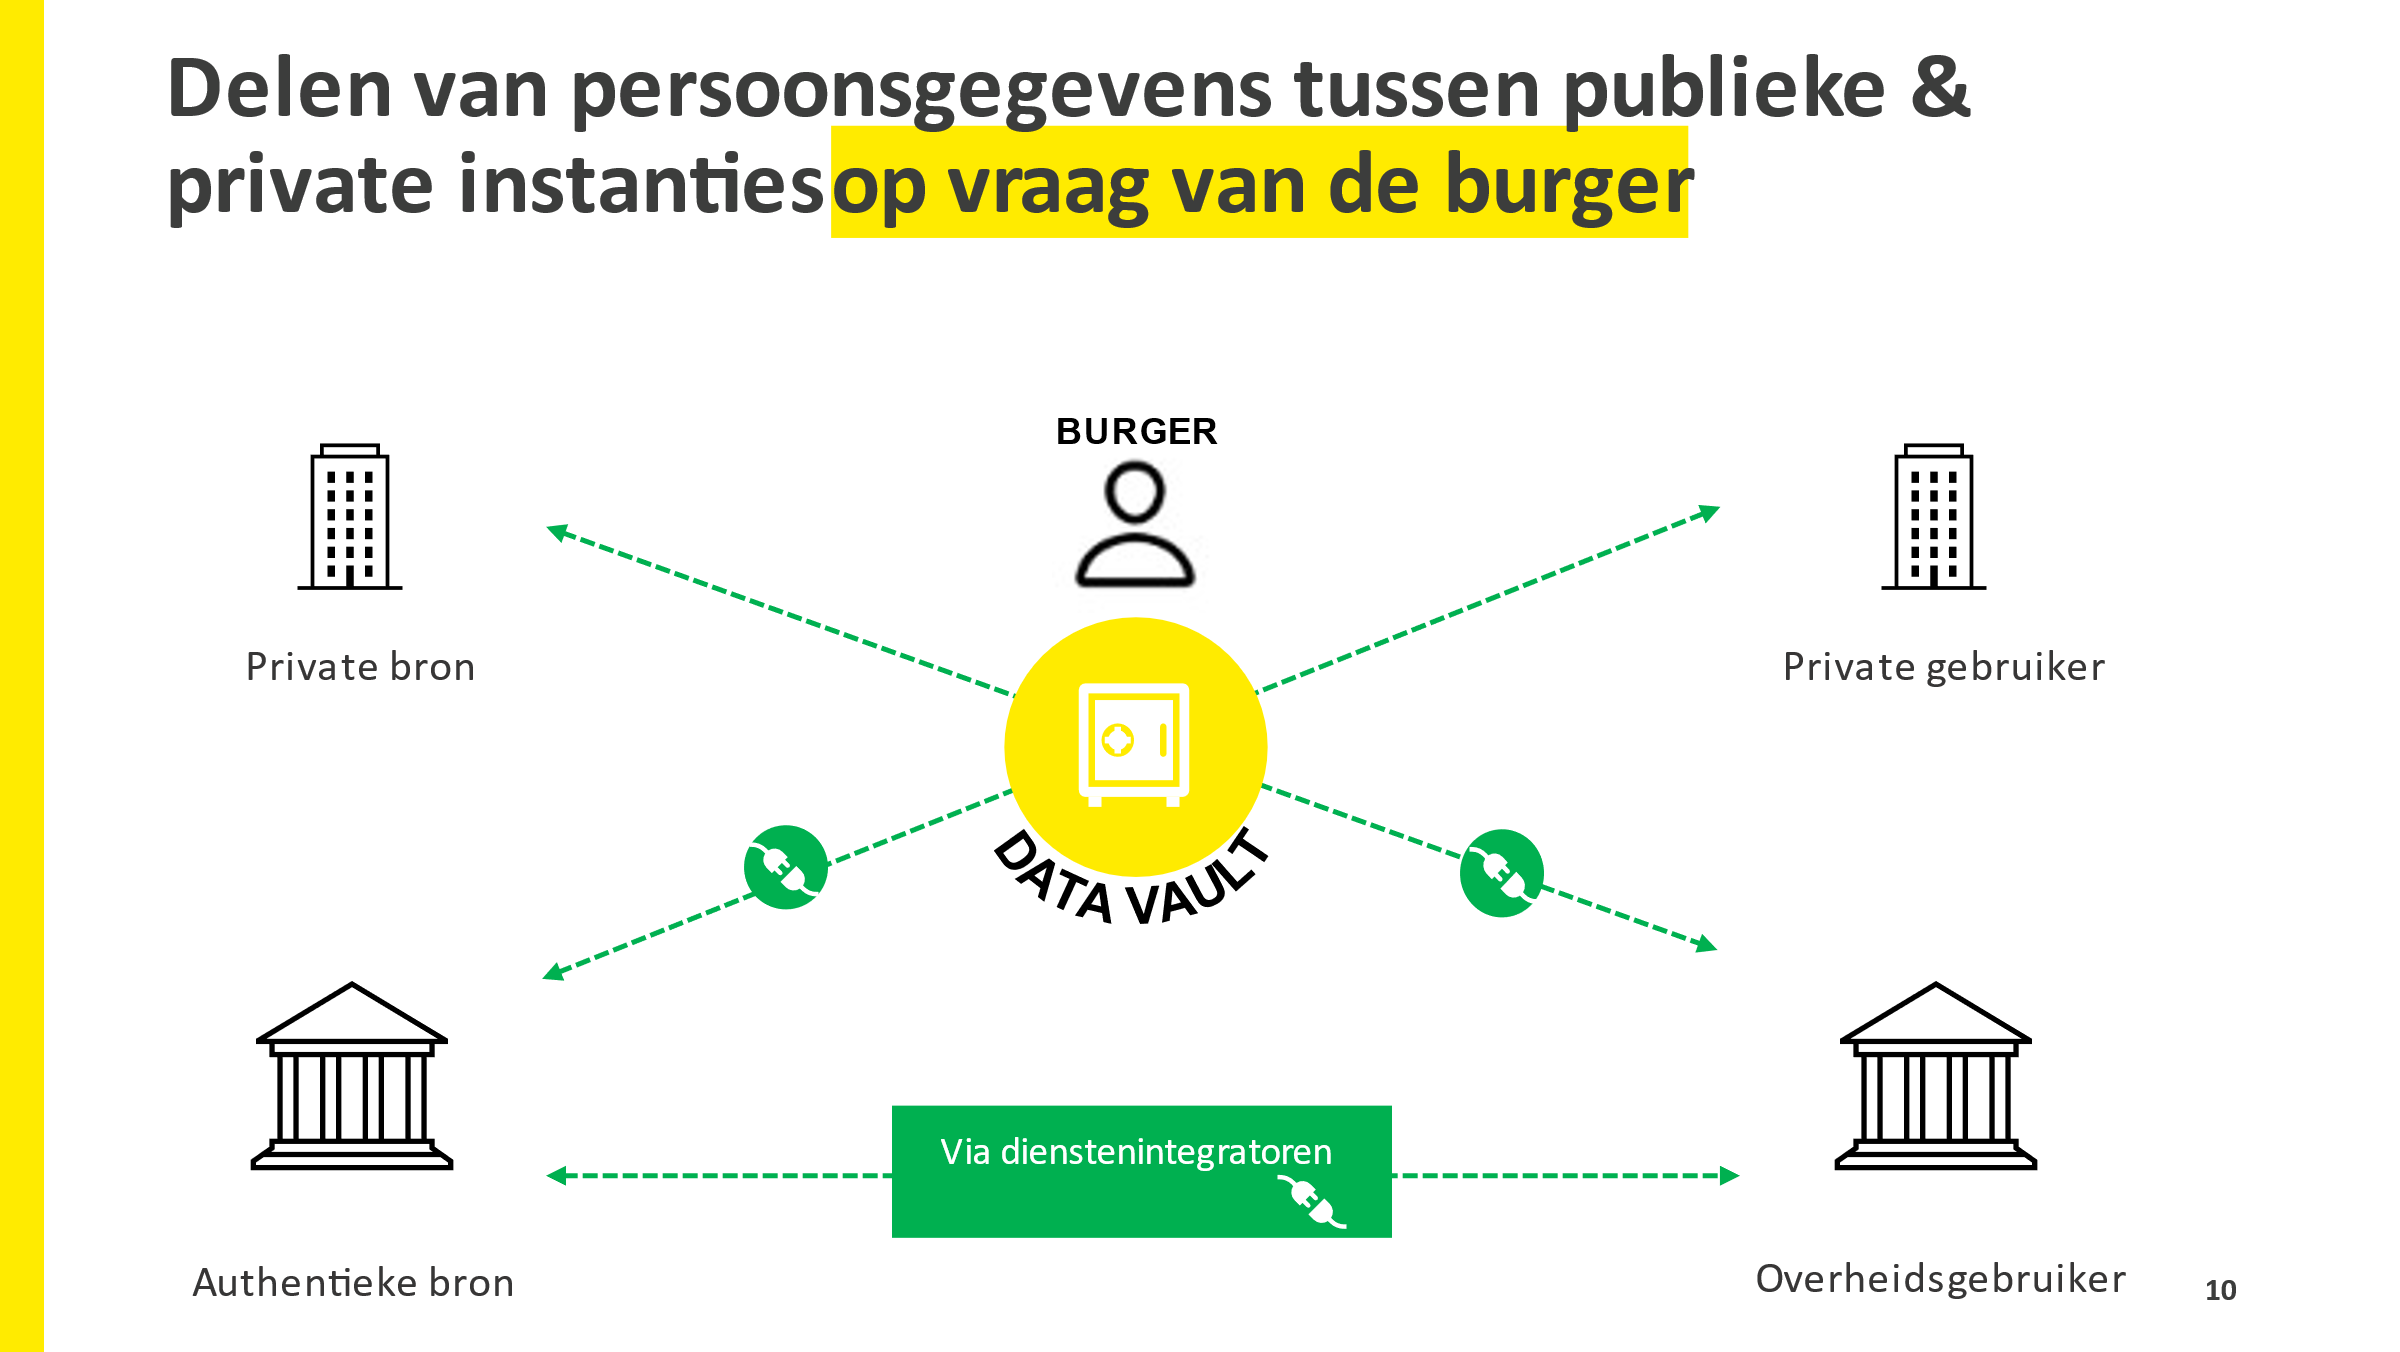 Delen van persoonsgegevens tussen publieke &
private instanties op vraag van de burger
BURGER
Private bron
Private gebruiker
DATA VAULT
Via dienstenintegratoren
Authentieke bron
Overheidsgebruiker
10